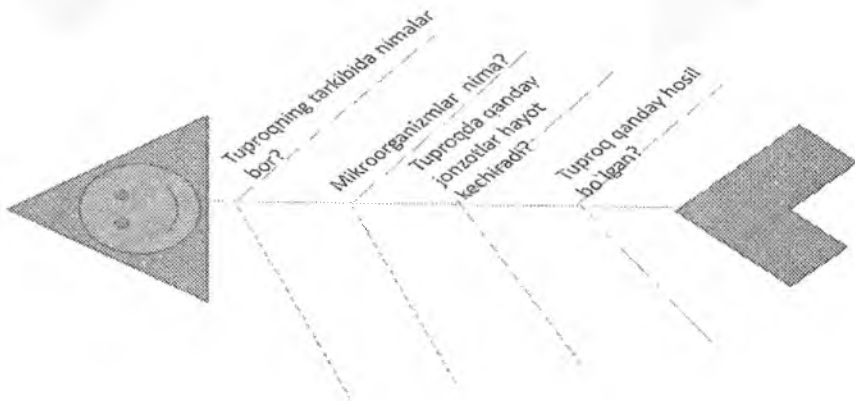 Tuproqning tarkibida nimalar
bor?
Mikroorganizmlar nima?
Tuproqda qanday
jonzotlar hayot
kechiradi?
Tuproq qanday hosil
bo'lgan?